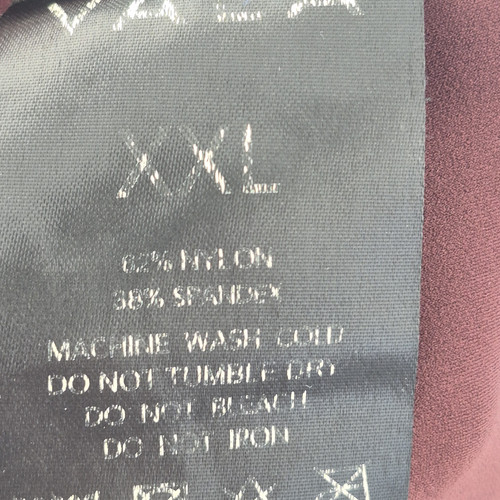 XXL
62% NYLON
38% SPANDEX
MACHINE WASH COLD
DO NOT TUMBLE DRY
DO NOT BLEACH
DO NOT IRON